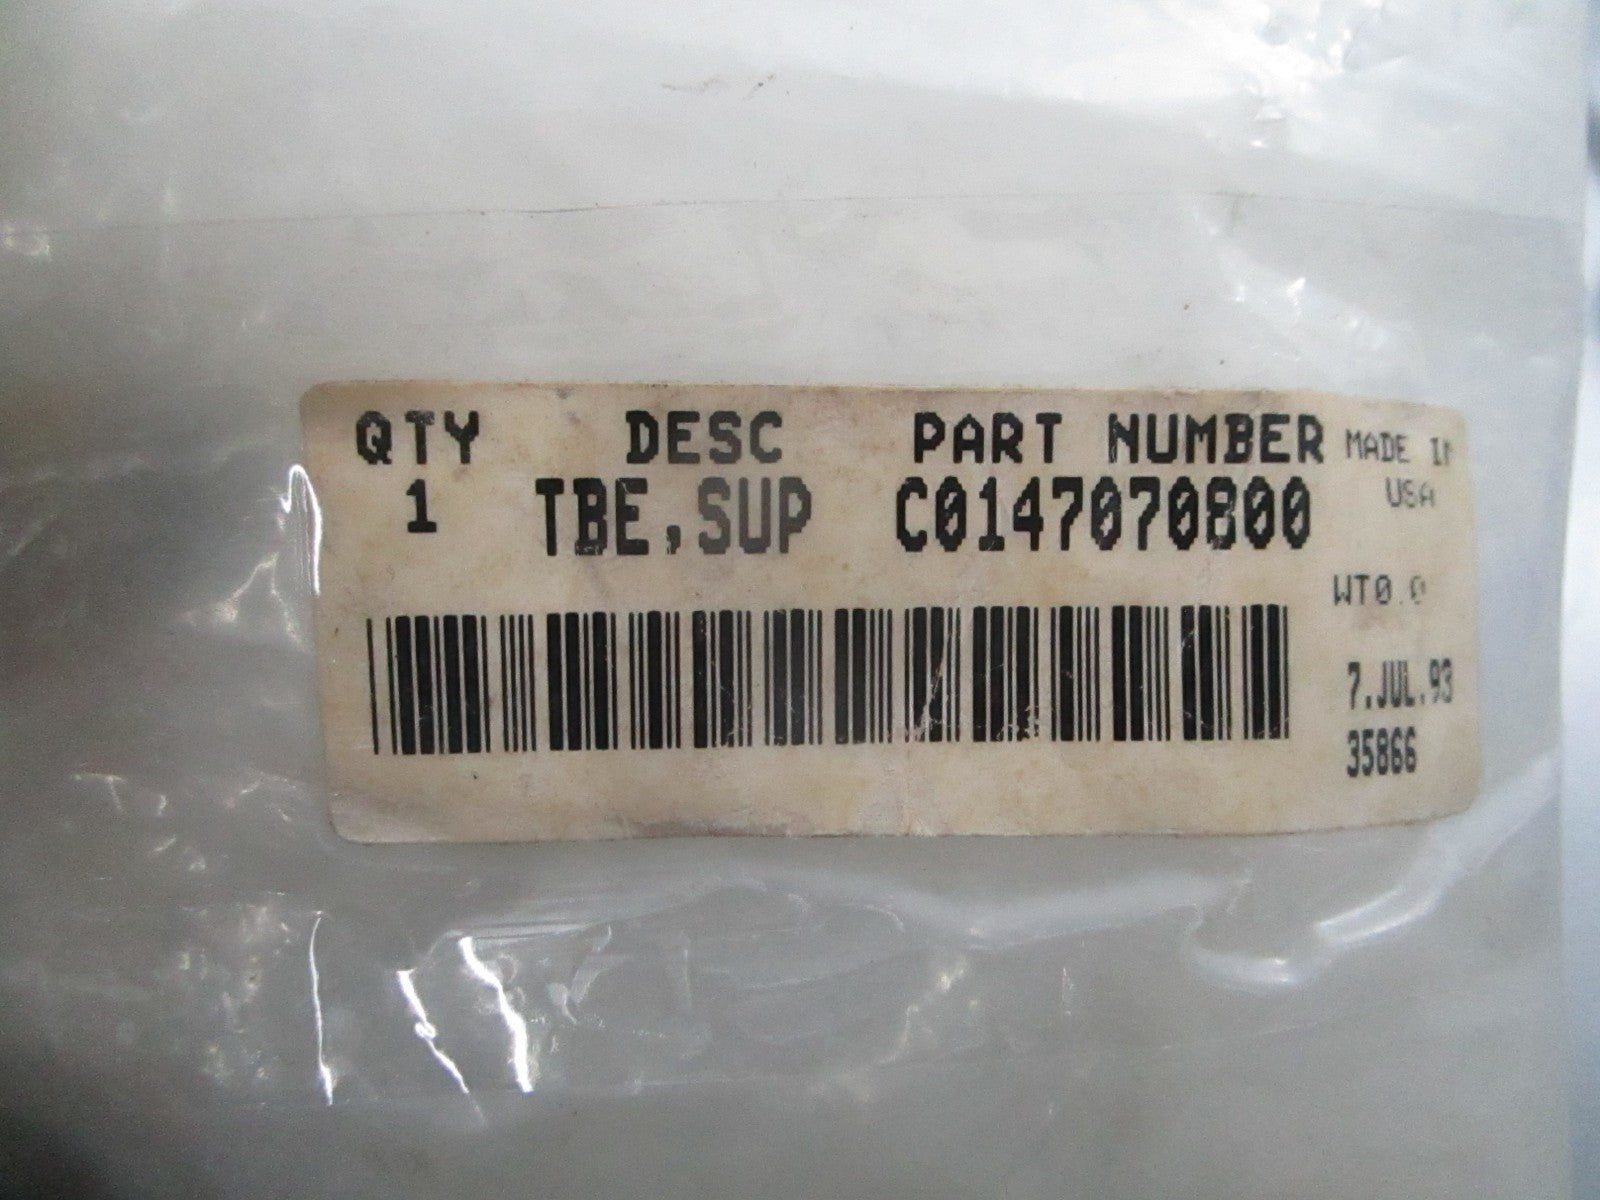 QTY DESC PART NUMBER MADE IN
1 TBE,SUP C0147070800 USA
WT0.0
7.JUL.93
35866